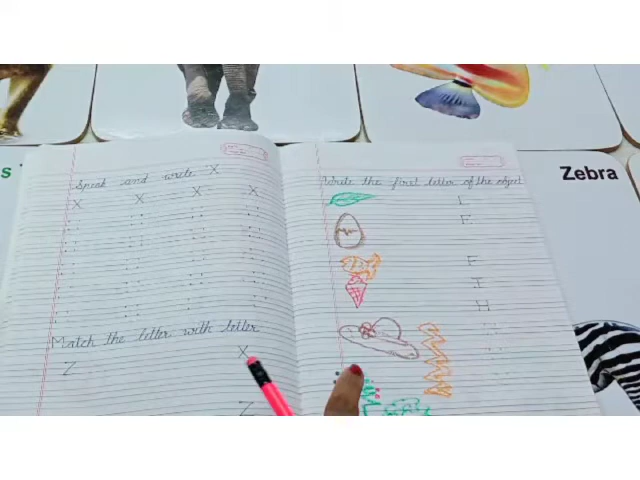 Speak and write X
X X X X
Match the letter with letter
Z X
Z
Write the first letter of the object
L
E
F
I
H
Zebra